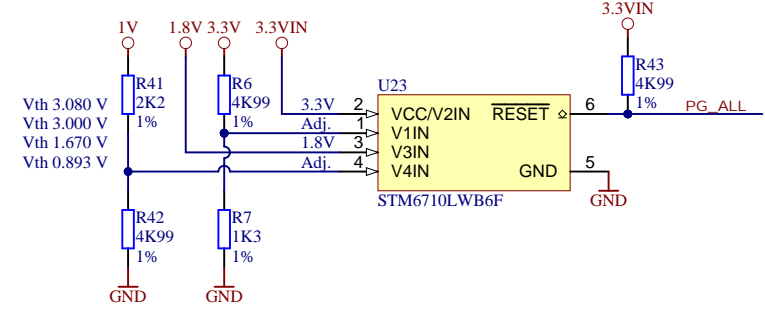 3.3VIN
1V
1.8V
3.3V
3.3VIN
R41
2K2
1%
R6
4K99
1%
R43
4K99
1%
U23
Vth 3.080 V
Vth 3.000 V
Vth 1.670 V
Vth 0.893 V
3.3V
2
VCC/V2IN
RESET
6
PG_ALL
Adj.
1
V1IN
1.8V
3
V3IN
Adj.
4
V4IN
GND
5
STM6710LWB6F
GND
R42
4K99
1%
R7
1K3
1%
GND
GND